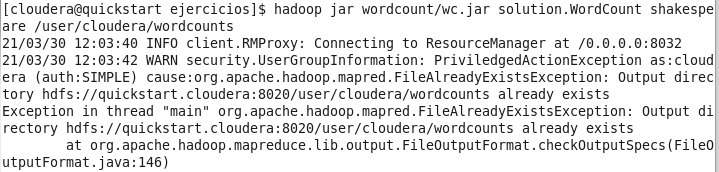 [cloudera@quickstart ejercicios]$ hadoop jar wordcount/wc.jar solution.WordCount shakespe
are /user/cloudera/wordcounts
21/03/30 12:03:40 INFO client.RMProxy: Connecting to ResourceManager at /0.0.0.0:8032
21/03/30 12:03:42 WARN security.UserGroupInformation: PriviledgedActionException as:cloud
era (auth:SIMPLE) cause:org.apache.hadoop.mapred.FileAlreadyExistsException: Output direc
tory hdfs://quickstart.cloudera:8020/user/cloudera/wordcounts already exists
Exception in thread "main" org.apache.hadoop.mapred.FileAlreadyExistsException: Output di
rectory hdfs://quickstart.cloudera:8020/user/cloudera/wordcounts already exists
        at org.apache.hadoop.mapreduce.lib.output.FileOutputFormat.checkOutputSpecs(FileO
utputFormat.java:146)